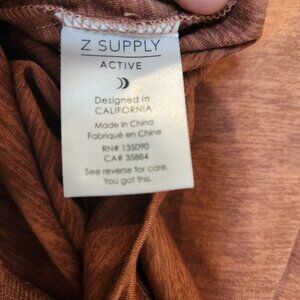 Z SUPPLY
ACTIVE
Designed in
CALIFORNIA
Made in China
Fabriqué en Chine
RN# 135090
CA# 35884
See reverse for care.
You got this.